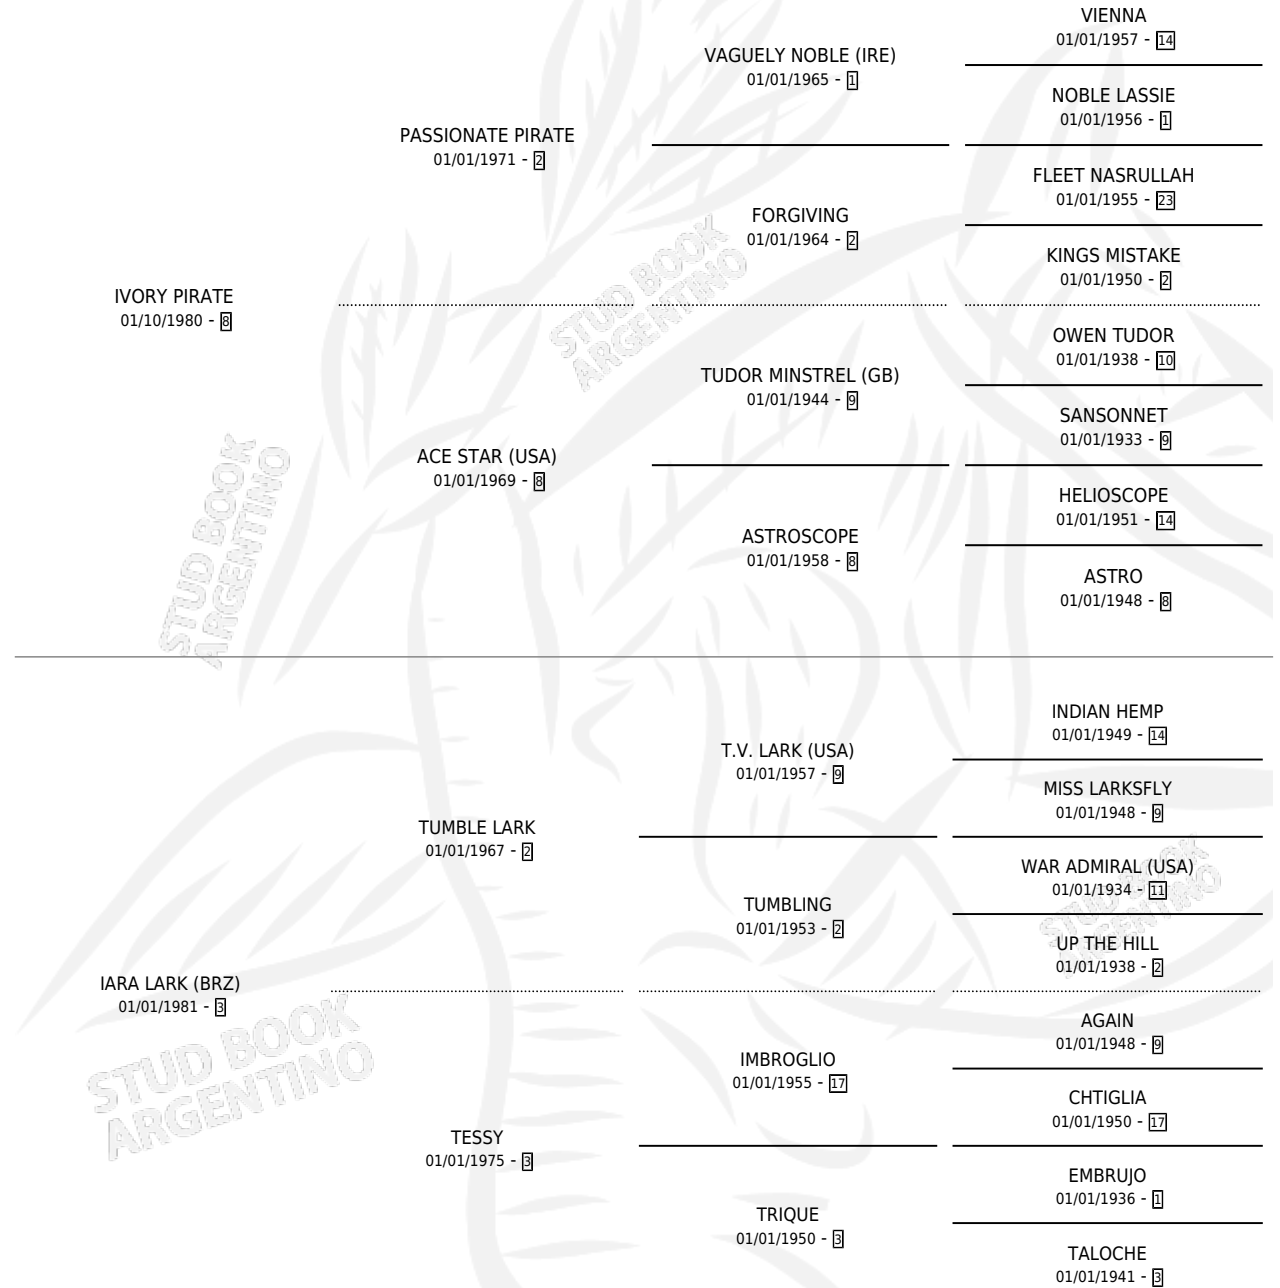 VIENNA
01/01/1957 - 14
VAGUELY NOBLE (IRE)
01/01/1965 - 1
NOBLE LASSIE
01/01/1956 - 1
PASSIONATE PIRATE
01/01/1971 - 2
FLEET NASRULLAH
01/01/1955 - 23
FORGIVING
01/01/1964 - 2
KINGS MISTAKE
01/01/1950 - 2
IVORY PIRATE
01/10/1980 - 8
OWEN TUDOR
01/01/1938 - 10
TUDOR MINSTREL (GB)
01/01/1944 - 9
SANSONNET
01/01/1933 - 9
ACE STAR (USA)
01/01/1969 - 8
HELIOSCOPE
01/01/1951 - 14
ASTROSCOPE
01/01/1958 - 8
ASTRO
01/01/1948 - 8
INDIAN HEMP
01/01/1949 - 14
T.V. LARK (USA)
01/01/1957 - 9
MISS LARKSFLY
01/01/1948 - 9
TUMBLE LARK
01/01/1967 - 2
WAR ADMIRAL (USA)
01/01/1934 - 11
TUMBLING
01/01/1953 - 2
UP THE HILL
01/01/1938 - 2
IARA LARK (BRZ)
01/01/1981 - 3
AGAIN
01/01/1948 - 9
IMBROGLIO
01/01/1955 - 17
CHTIGLIA
01/01/1950 - 17
TESSY
01/01/1975 - 3
EMBRUJO
01/01/1936 - 1
TRIQUE
01/01/1950 - 3
TALOCHE
01/01/1941 - 3
STUD BOOK
ARGENTINO
STUD BOOK
ARGENTINO
STUD BOOK
ARGENTINO
STUD BOOK
ARGENTINO